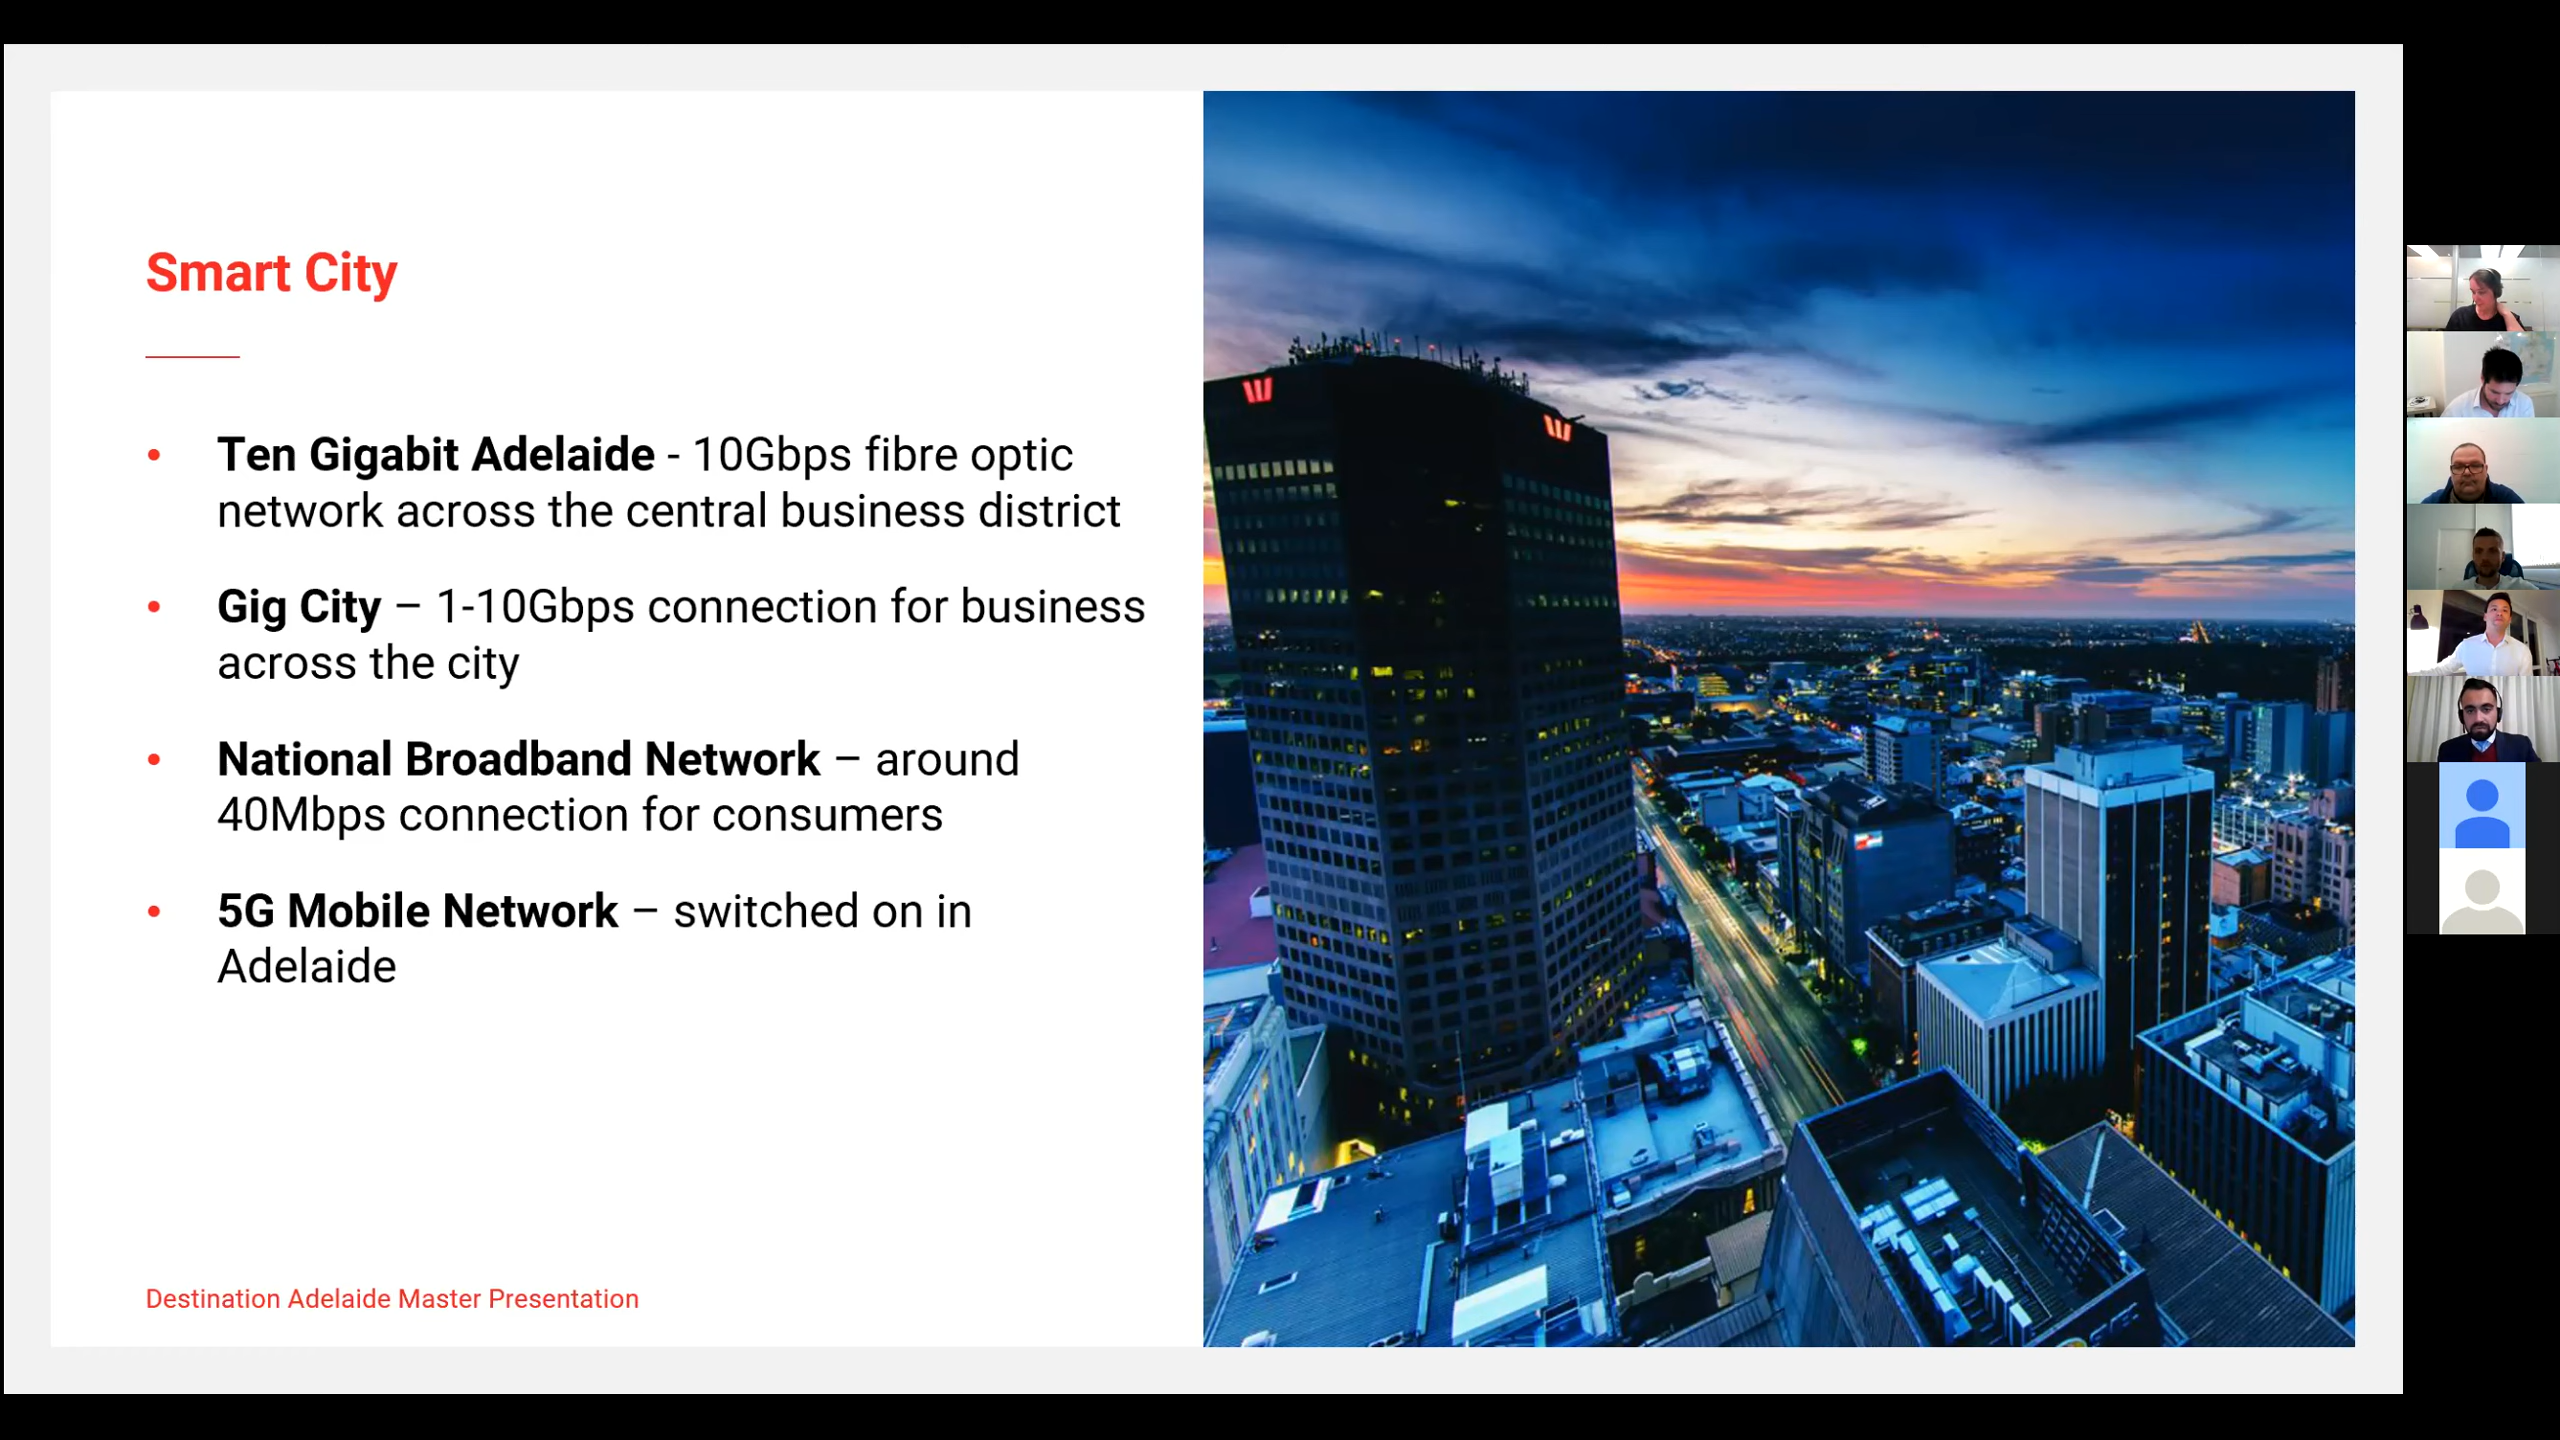 Smart City
• Ten Gigabit Adelaide - 10Gbps fibre optic
network across the central business district
• Gig City – 1-10Gbps connection for business
across the city
• National Broadband Network – around
40Mbps connection for consumers
• 5G Mobile Network – switched on in
Adelaide
Destination Adelaide Master Presentation